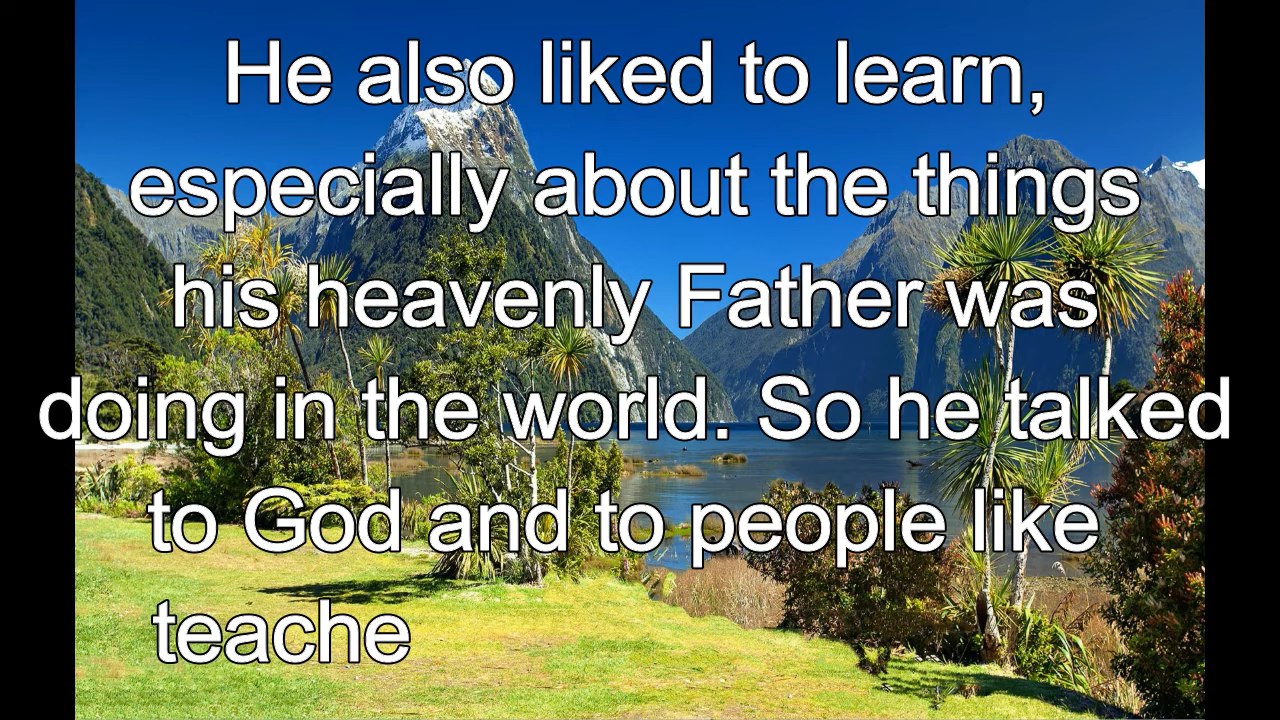 He also liked to learn,
especially about the things
his heavenly Father was
doing in the world. So he talked
to God and to people like
teache